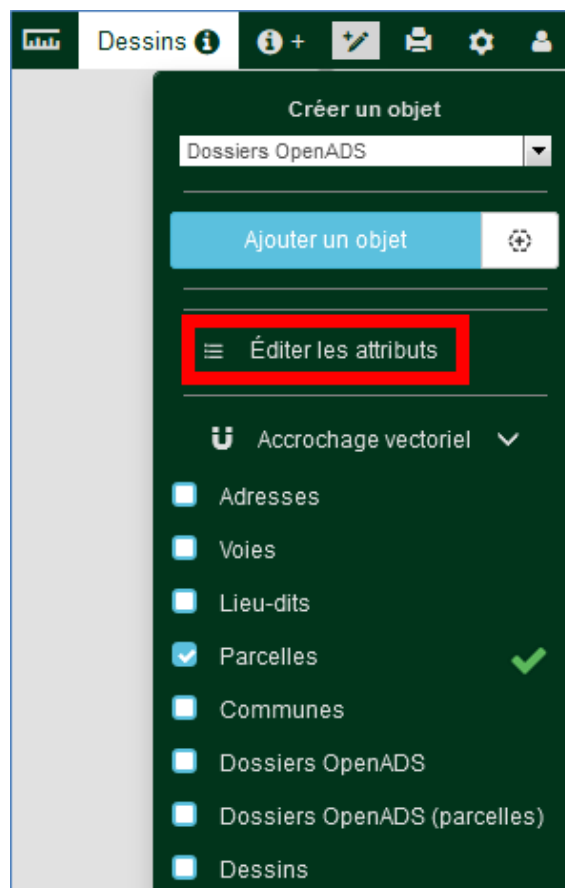 Dessins +
Créer un objet
Dossiers OpenADS
Ajouter un objet
Éditer les attributs
Accrochage vectoriel
Adresses
Voies
Lieu-dits
Parcelles
Communes
Dossiers OpenADS
Dossiers OpenADS (parcelles)
Dessins